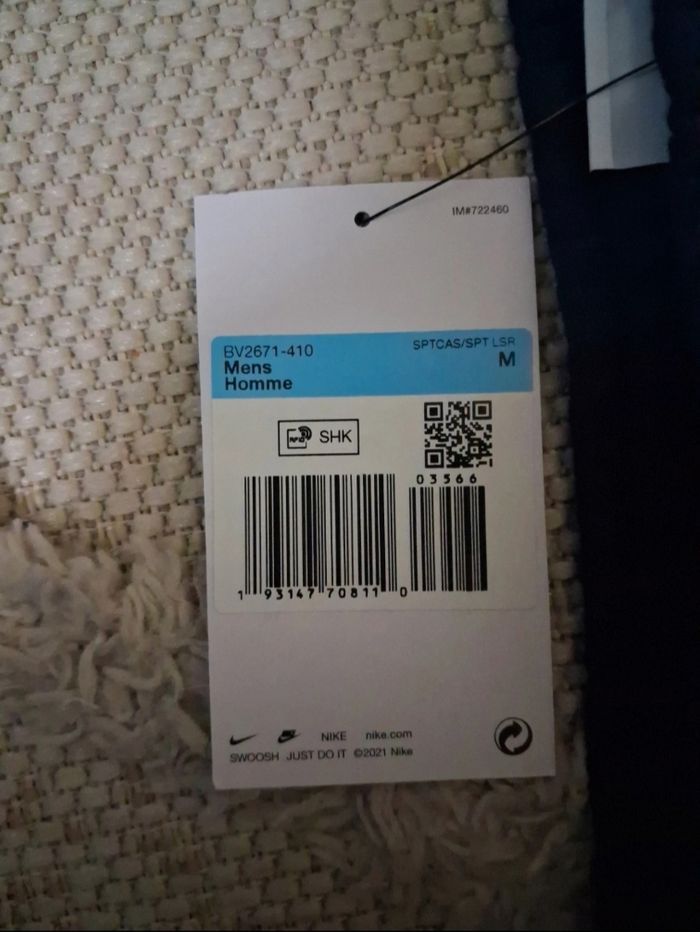 IM#722460
BV2671-410 SPTCAS/SPT LSR
Mens M
Homme
SHK
03566
1 93147 70811 0
NIKE nike.com
SWOOSH JUST DO IT ©2021 Nike